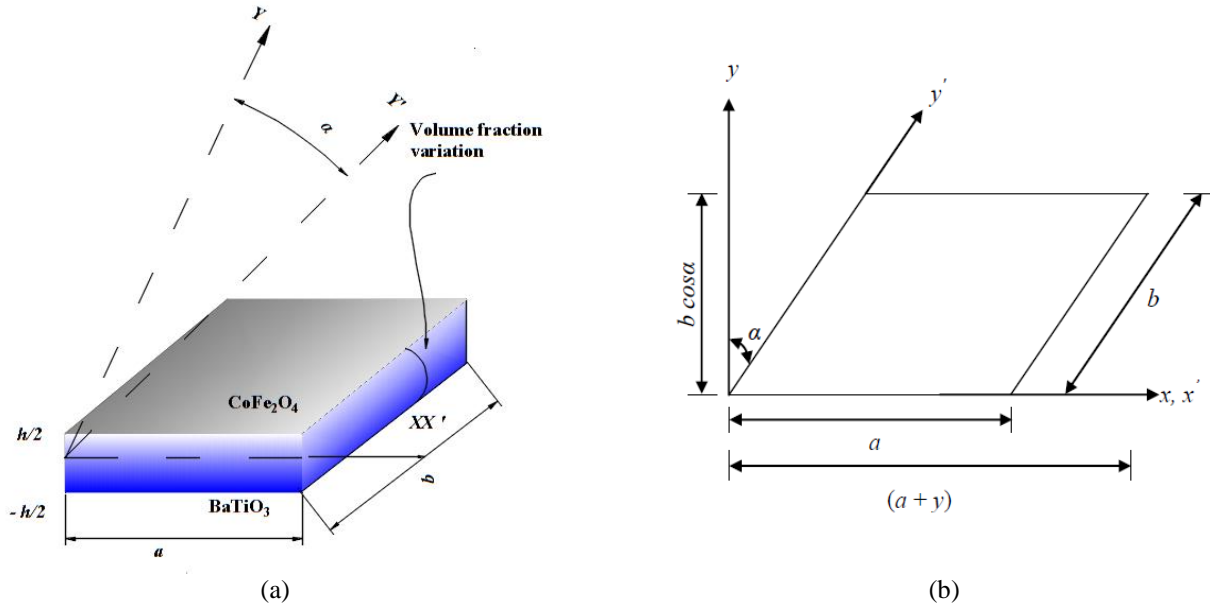 Y
Y'
α
Volume fraction
variation
CoFe₂O₄
h/2
XX '
b
- h/2
BaTiO₃
a
(a)
y
y'
b cosα
α
b
x, x'
a
(a + y)
(b)